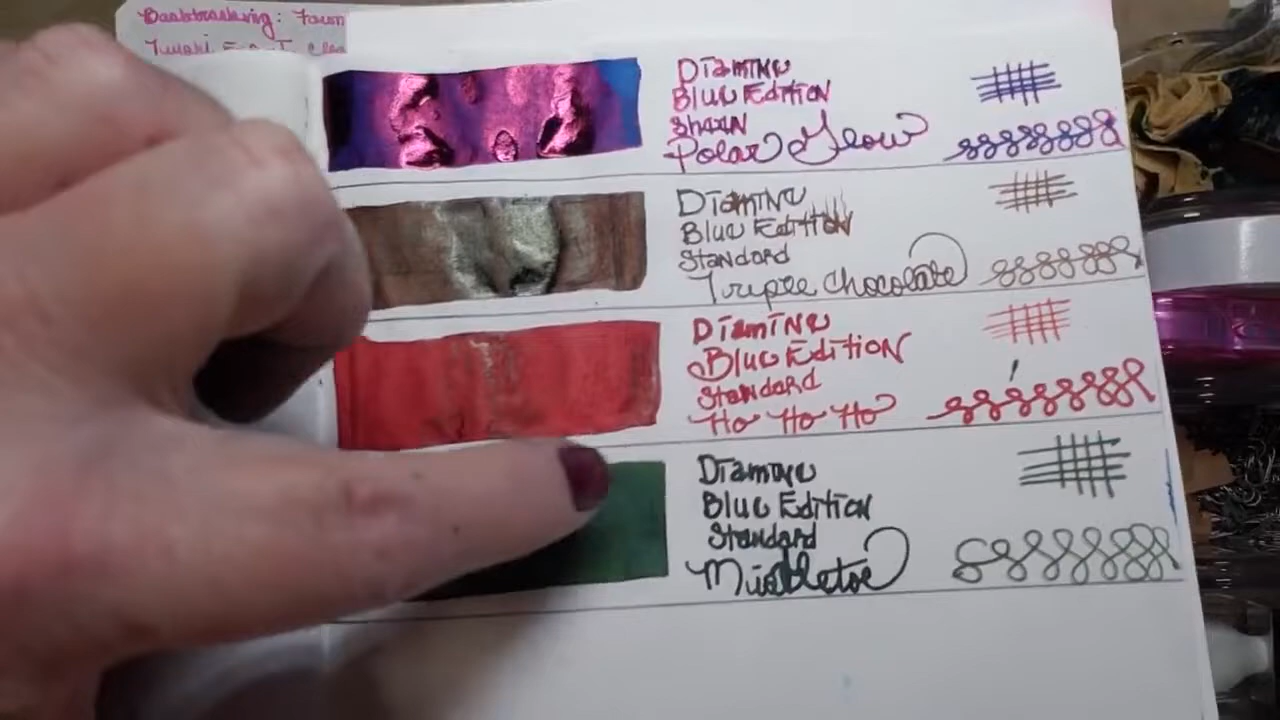 Diamine
Blue Edition
Sheen
Polar Glow
Diamine
Blue Edition
Standard
Triple Chocolate
Diamine
Blue Edition
Standard
Ho Ho Ho
Diamine
Blue Edition
Standard
Mistletoe